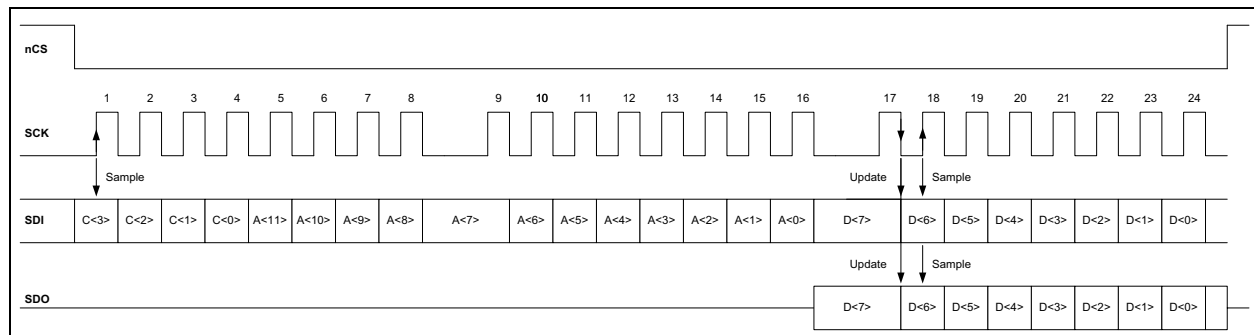 nCS
1 2 3 4 5 6 7 8 9 10 11 12 13 14 15 16 17 18 19 20 21 22 23 24
SCK
Sample Update Sample
SDI C<3> C<2> C<1> C<0> A<11> A<10> A<9> A<8> A<7> A<6> A<5> A<4> A<3> A<2> A<1> A<0> D<7> D<6> D<5> D<4> D<3> D<2> D<1> D<0>
Update Sample
SDO D<7> D<6> D<5> D<4> D<3> D<2> D<1> D<0>